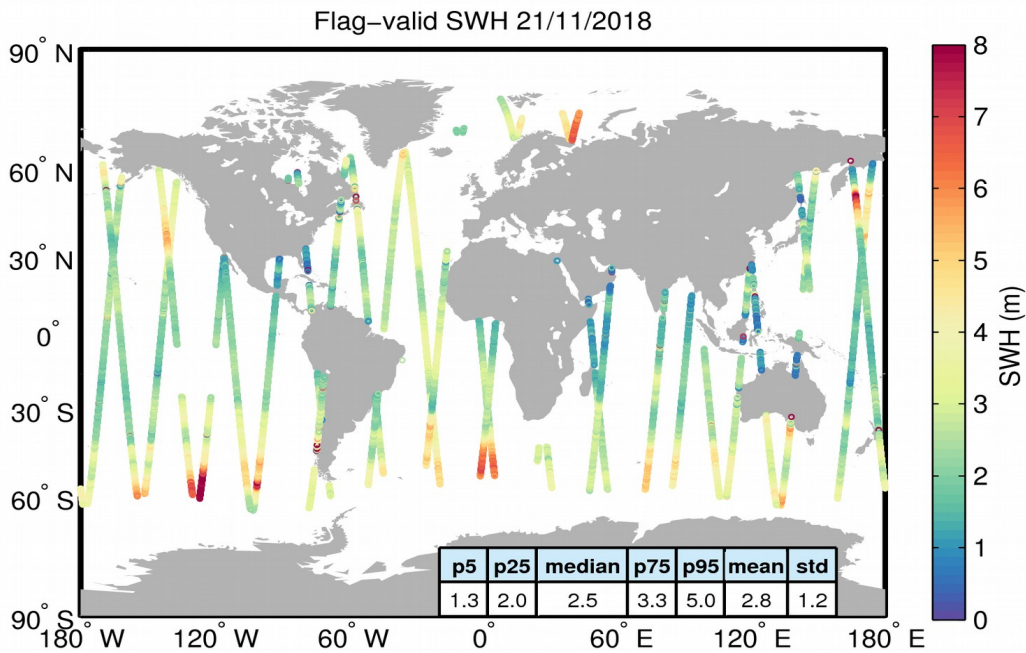 Flag−valid SWH 21/11/2018
90° N
60° N
30° N
0°
30° S
60° S
90° S
180° W
120° W
60° W
0°
60° E
120° E
180° E
p5 p25 median p75 p95 mean std
1.3 2.0 2.5 3.3 5.0 2.8 1.2
8
7
6
5
4
3
2
1
0
SWH (m)